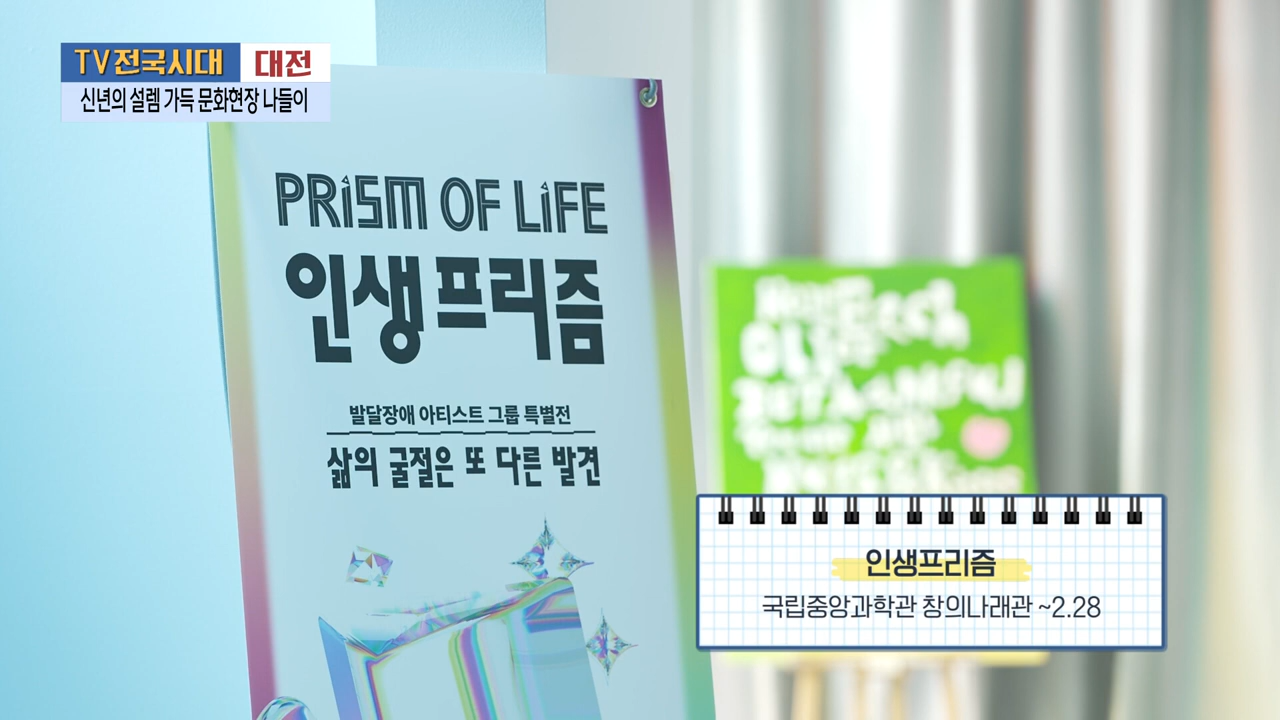 TV전국시대 대전
신년의 설렘 가득 문화현장 나들이
PRiSM OF LiFE
인생프리즘
발달장애 아티스트 그룹 특별전
삶의 굴절은 또 다른 발견
인생프리즘
국립중앙과학관 창의나래관 ~2.28